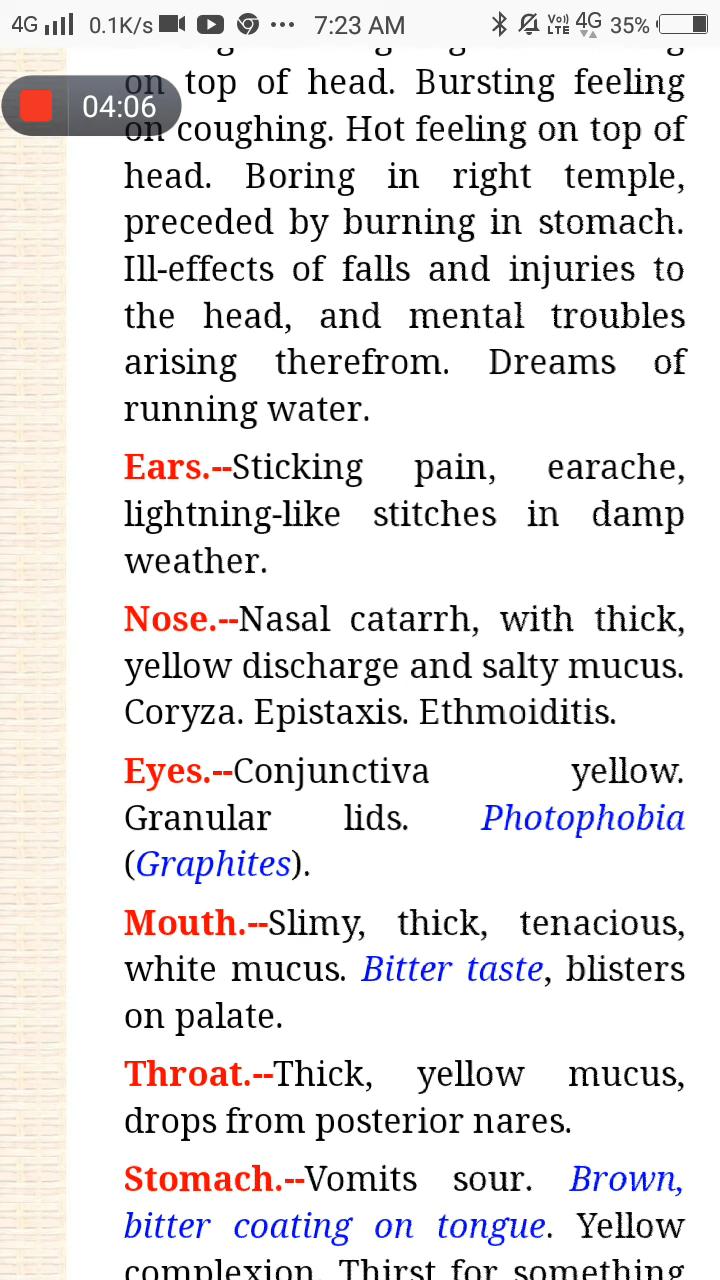 4G 0.1K/s ••• 7:23 AM Vo)) LTE 4G 35%
04:06
on top of head. Bursting feeling
on coughing. Hot feeling on top of
head. Boring in right temple,
preceded by burning in stomach.
Ill-effects of falls and injuries to
the head, and mental troubles
arising therefrom. Dreams of
running water.
Ears.--Sticking pain, earache,
lightning-like stitches in damp
weather.
Nose.--Nasal catarrh, with thick,
yellow discharge and salty mucus.
Coryza. Epistaxis. Ethmoiditis.
Eyes.--Conjunctiva yellow.
Granular lids. Photophobia
(Graphites).
Mouth.--Slimy, thick, tenacious,
white mucus. Bitter taste, blisters
on palate.
Throat.--Thick, yellow mucus,
drops from posterior nares.
Stomach.--Vomits sour. Brown,
bitter coating on tongue. Yellow
complexion. Thirst for something